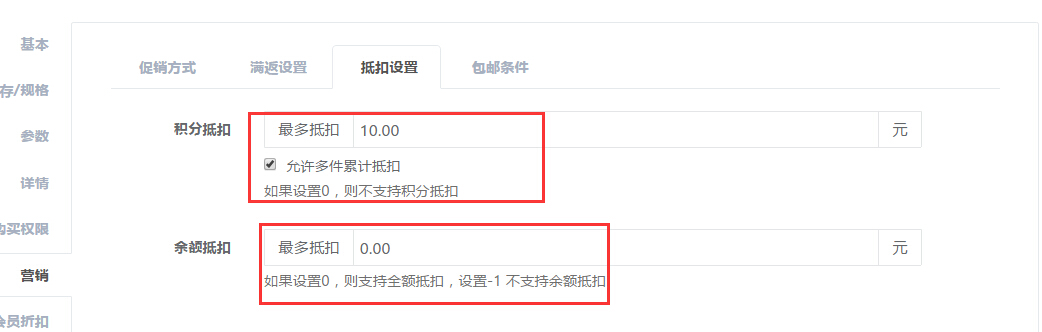 基本
存/规格
参数
详情
购买权限
营销
会员折扣
促销方式 满返设置 抵扣设置 包邮条件
积分抵扣 最多抵扣 10.00 元
允许多件累计抵扣
如果设置0，则不支持积分抵扣
余额抵扣 最多抵扣 0.00 元
如果设置0，则支持全额抵扣，设置-1 不支持余额抵扣